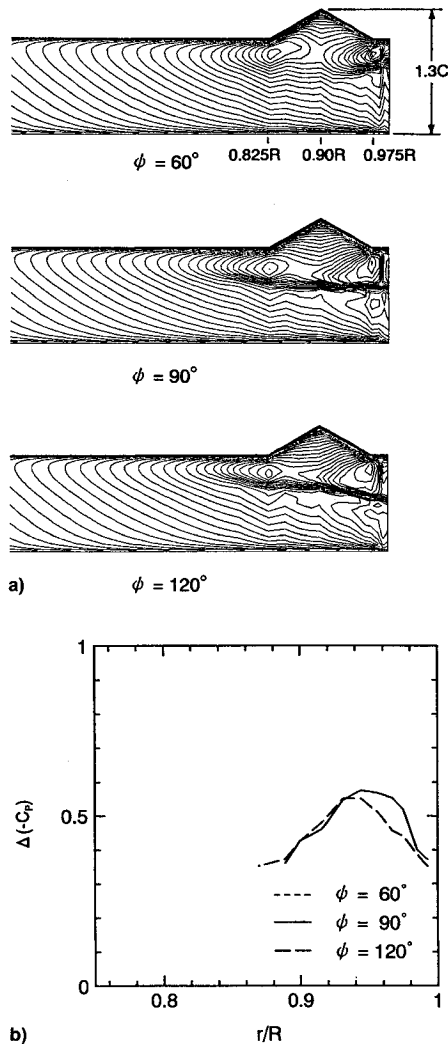 1.3C
0.825R 0.90R 0.975R
ϕ = 60°
ϕ = 90°
a) ϕ = 120°
1
0.5
0
Δ(-Cₚ)
ϕ = 60°
ϕ = 90°
ϕ = 120°
0.8 0.9 1
b) r/R